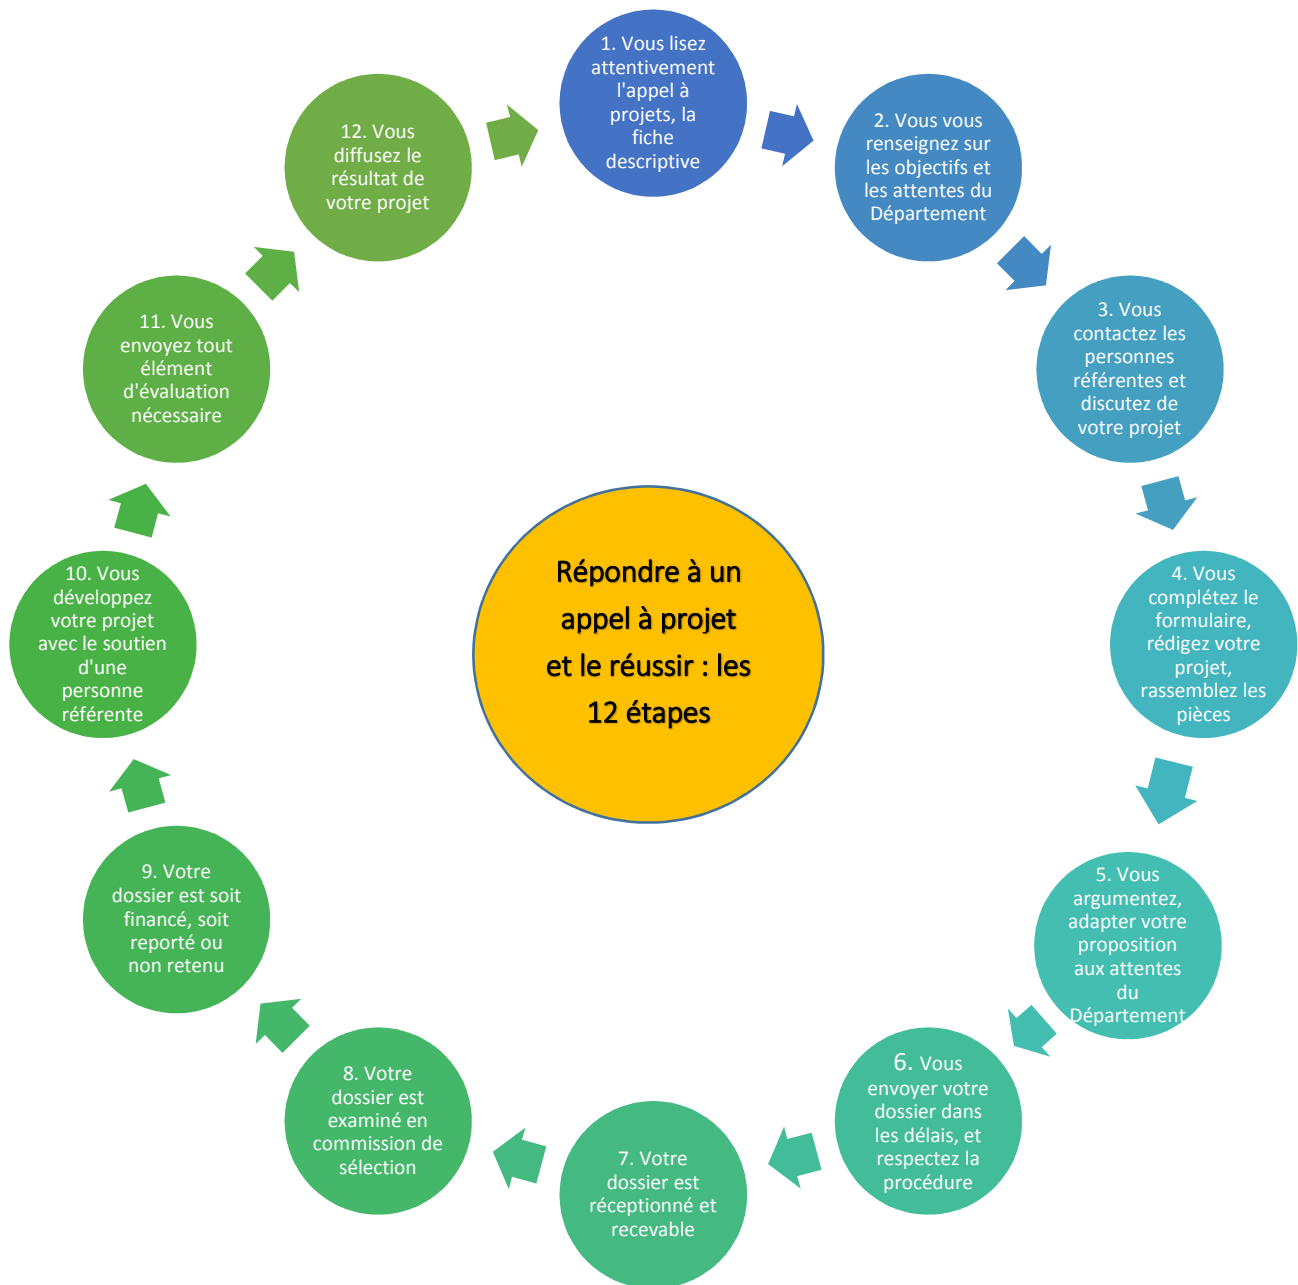 1. Vous lisez
attentivement
l'appel à
projets, la
fiche
descriptive
2. Vous vous
renseignez sur
les objectifs et
les attentes du
Département
3. Vous
contactez les
personnes
référentes et
discutez de
votre projet
4. Vous
complétez le
formulaire,
rédigez votre
projet,
rassemblez les
pièces
5. Vous
argumentez,
adapter votre
proposition
aux attentes
du
Département
6. Vous
envoyer votre
dossier dans
les délais, et
respectez la
procédure
7. Votre
dossier est
réceptionné et
recevable
8. Votre
dossier est
examiné en
commission de
sélection
9. Votre
dossier est soit
financé, soit
reporté ou
non retenu
10. Vous
développez
votre projet
avec le soutien
d'une
personne
référente
11. Vous
envoyez tout
élément
d'évaluation
nécessaire
12. Vous
diffusez le
résultat de
votre projet
Répondre à un
appel à projet
et le réussir : les
12 étapes